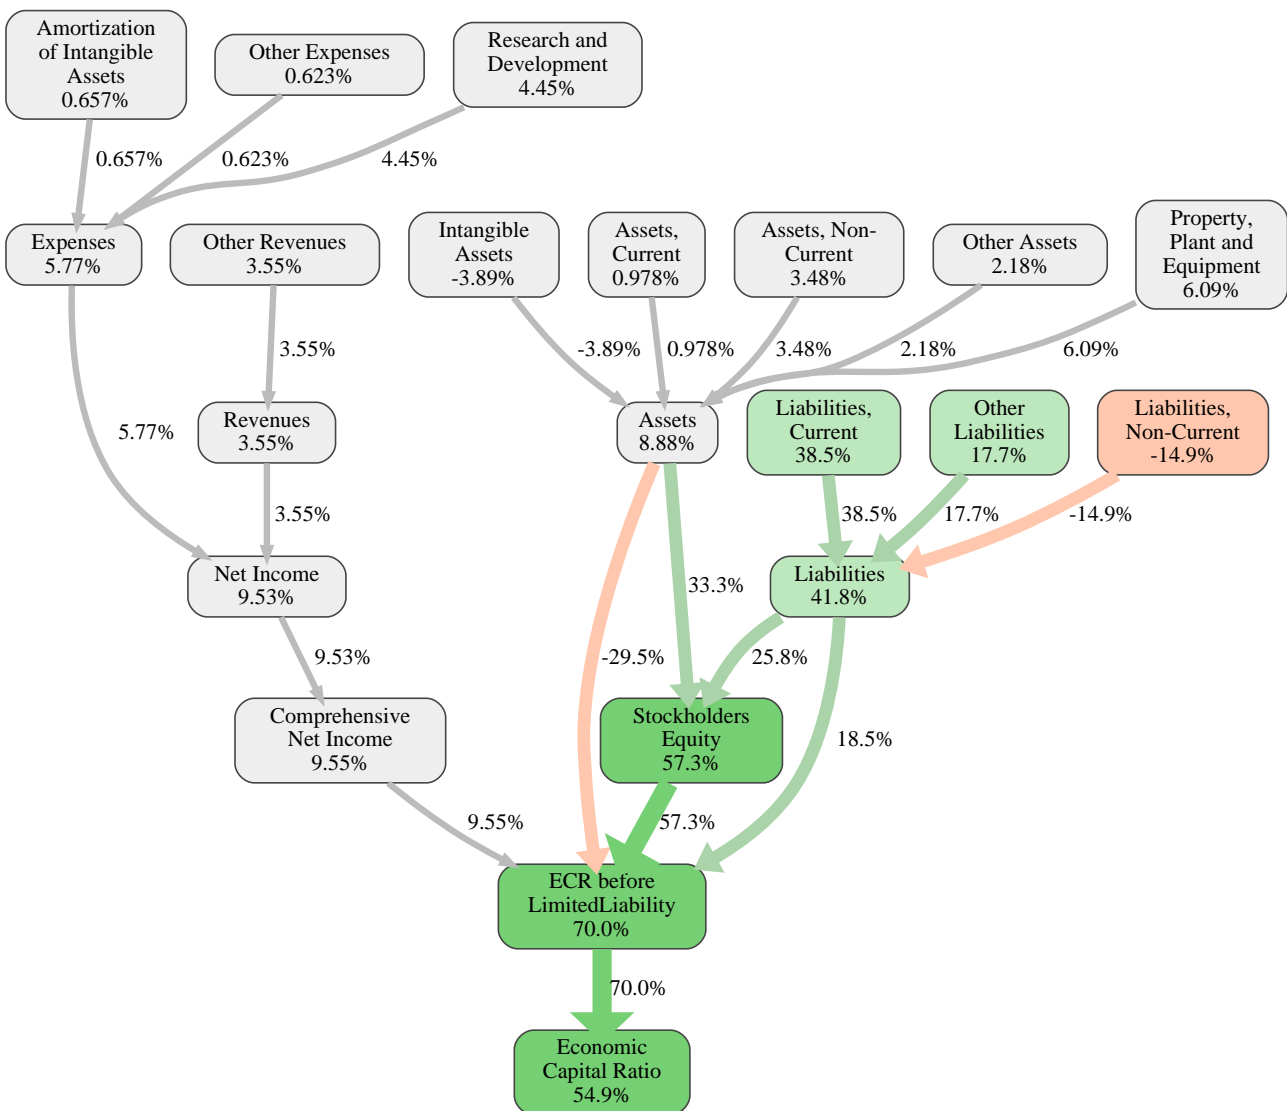 Amortization
of Intangible
Assets
0.657%
Other Expenses
0.623%
Research and
Development
4.45%
0.657%
0.623%
4.45%
Expenses
5.77%
Other Revenues
3.55%
Intangible
Assets
-3.89%
Assets,
Current
0.978%
Assets, Non-
Current
3.48%
Other Assets
2.18%
Property,
Plant and
Equipment
6.09%
3.55%
-3.89%
0.978%
3.48%
2.18%
6.09%
5.77%
Revenues
3.55%
Assets
8.88%
Liabilities,
Current
38.5%
Other
Liabilities
17.7%
Liabilities,
Non-Current
-14.9%
3.55%
38.5%
17.7%
-14.9%
Net Income
9.53%
33.3%
Liabilities
41.8%
9.53%
-29.5%
25.8%
Comprehensive
Net Income
9.55%
Stockholders
Equity
57.3%
18.5%
9.55%
57.3%
ECR before
LimitedLiability
70.0%
70.0%
Economic
Capital Ratio
54.9%